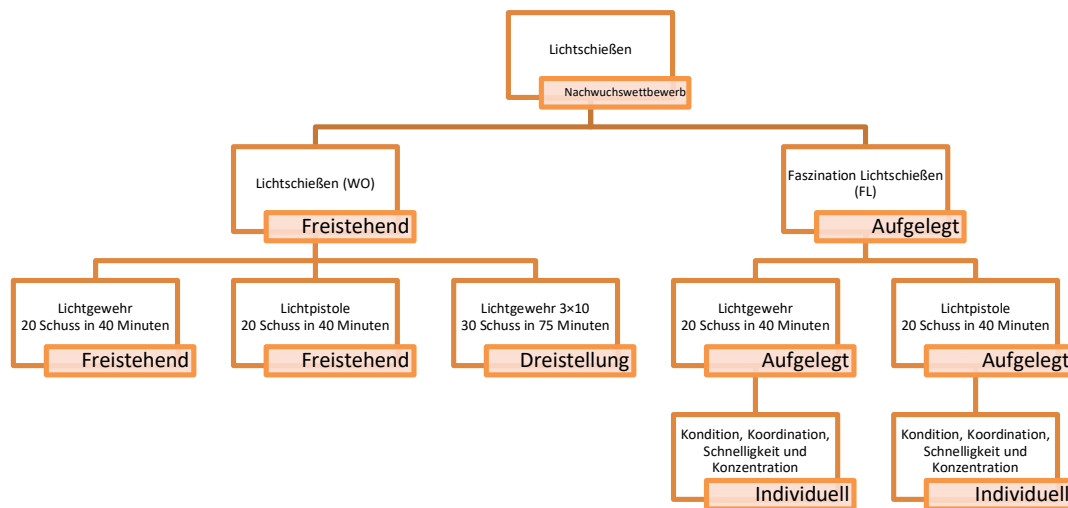 Lichtschießen
Nachwuchswettbewerb
Lichtschießen (WO)
Freistehend
Faszination Lichtschießen
(FL)
Aufgelegt
Lichtgewehr
20 Schuss in 40 Minuten
Freistehend
Lichtpistole
20 Schuss in 40 Minuten
Freistehend
Lichtgewehr 3×10
30 Schuss in 75 Minuten
Dreistellung
Lichtgewehr
20 Schuss in 40 Minuten
Aufgelegt
Lichtpistole
20 Schuss in 40 Minuten
Aufgelegt
Kondition, Koordination,
Schnelligkeit und
Konzentration
Individuell
Kondition, Koordination,
Schnelligkeit und
Konzentration
Individuell